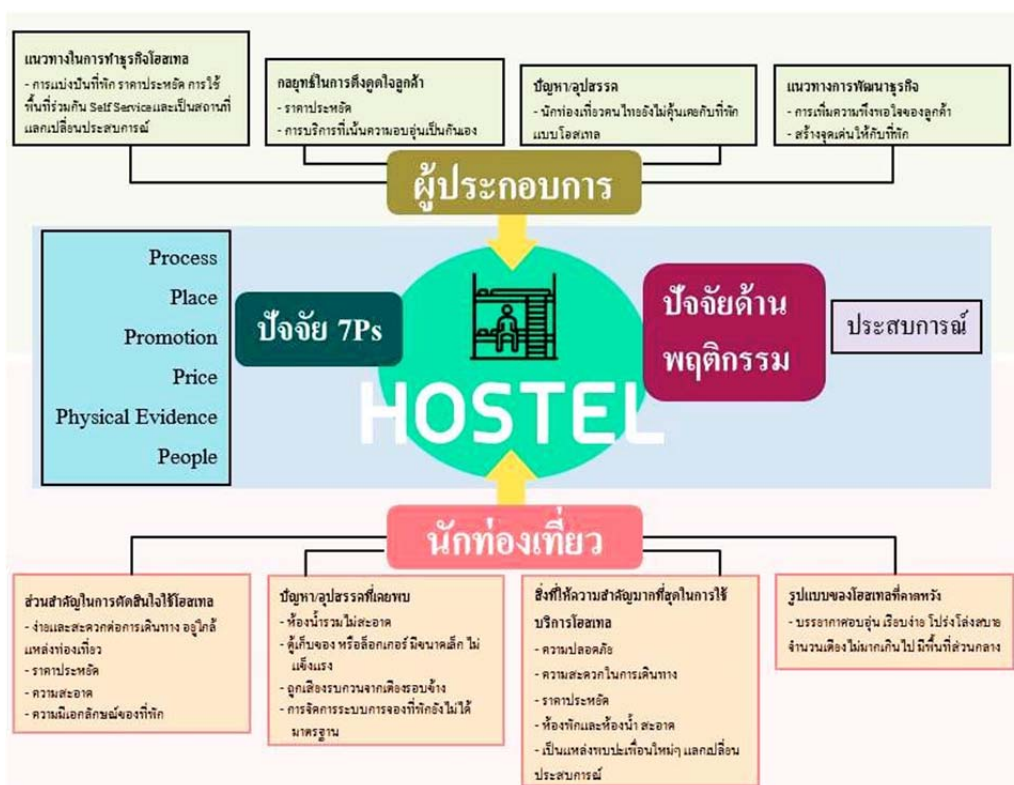 แนวทางในการทำธุรกิจโฮสเทล
- การแบ่งปันที่พัก ราคาประหยัด การใช้
พื้นที่ร่วมกัน Self Serviceและเป็นสถานที่
แลกเปลี่ยนประสบการณ์
กลยุทธ์ในการดึงดูดใจลูกค้า
- ราคาประหยัด
- การบริการที่เน้นความอบอุ่นเป็นกันเอง
ปัญหา/อุปสรรค
- นักท่องเที่ยวคนไทยยังไม่คุ้นเคยกับที่พัก
แบบโฮสเทล
แนวทางการพัฒนาธุรกิจ
- การเพิ่มความพึงพอใจของลูกค้า
- สร้างจุดเด่นให้กับที่พัก
ผู้ประกอบการ
Process
Place
Promotion
Price
Physical Evidence
People
ปัจจัย 7Ps
HOSTEL
ปัจจัยด้าน
พฤติกรรม
ประสบการณ์
นักท่องเที่ยว
ส่วนสำคัญในการตัดสินใจใช้โฮสเทล
- ง่ายและสะดวกต่อการเดินทาง อยู่ใกล้
แหล่งท่องเที่ยว
- ราคาประหยัด
- ความสะอาด
- ความมีเอกลักษณ์ของที่พัก
ปัญหา/อุปสรรคที่เคยพบ
- ห้องน้ำรวมไม่สะอาด
- ตู้เก็บของ หรือล็อกเกอร์ มีขนาดเล็ก ไม่
แข็งแรง
- ถูกเสียงรบกวนจากเตียงรอบข้าง
- การจัดการระบบการจองที่พักยังไม่ได้
มาตรฐาน
สิ่งที่ให้ความสำคัญมากที่สุดในการใช้
บริการโฮสเทล
- ความปลอดภัย
- ความสะดวกในการเดินทาง
- ราคาประหยัด
- ห้องพักและห้องน้ำ สะอาด
- เป็นแหล่งพบปะเพื่อนใหม่ๆ แลกเปลี่ยน
ประสบการณ์
รูปแบบของโฮสเทลที่คาดหวัง
- บรรยากาศอบอุ่น เรียบง่าย โปร่งโล่งสบาย
จำนวนเตียงไม่มากเกินไป มีพื้นที่ส่วนกลาง